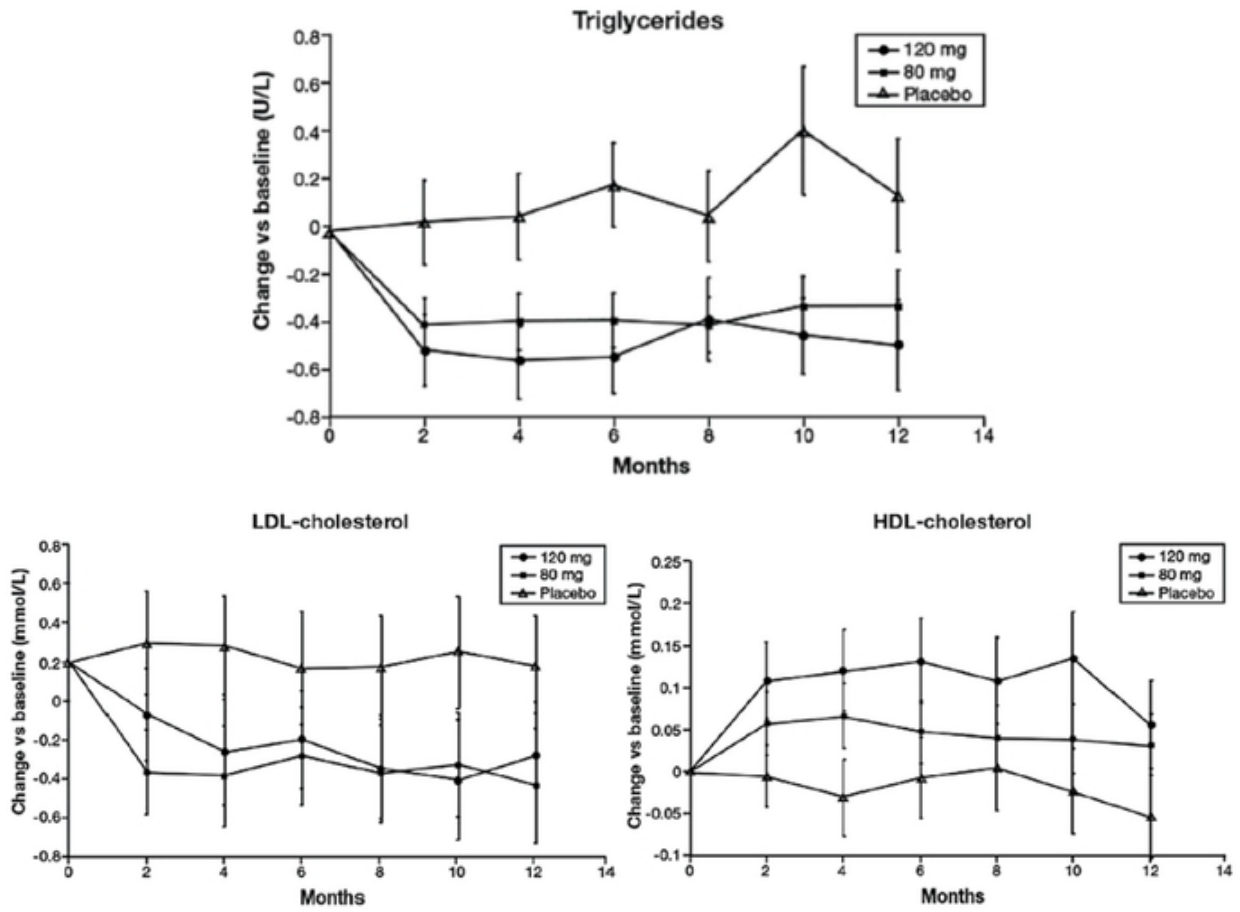 Triglycerides
Change vs baseline (U/L)
0.8
0.6
0.4
0.2
0
-0.2
-0.4
-0.6
-0.8
120 mg
80 mg
Placebo
0 2 4 6 8 10 12 14
Months
LDL-cholesterol
Change vs baseline (mmol/L)
0.8
0.6
0.4
0.2
0
-0.2
-0.4
-0.6
-0.8
120 mg
80 mg
Placebo
0 2 4 6 8 10 12 14
Months
HDL-cholesterol
Change vs baseline (mmol/L)
0.25
0.2
0.15
0.1
0.05
0
-0.05
-0.1
120 mg
80 mg
Placebo
0 2 4 6 8 10 12 14
Months